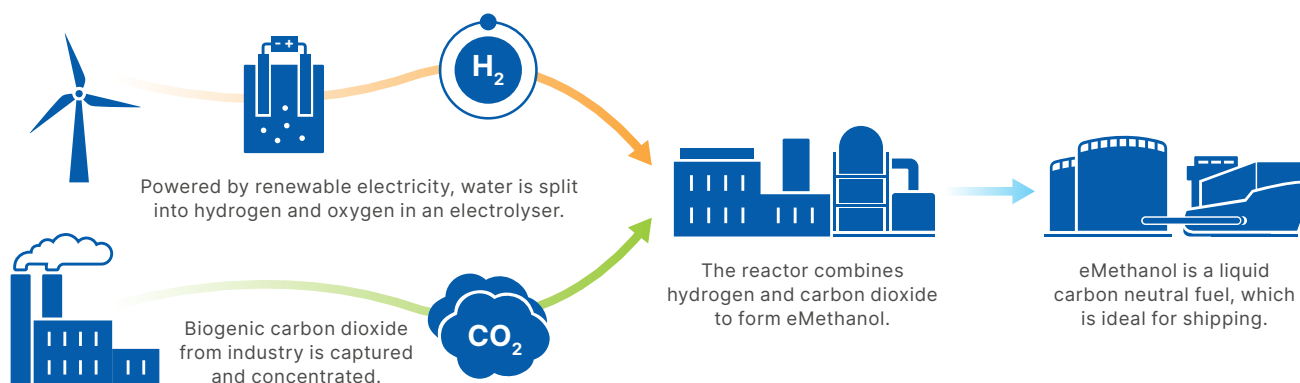 - +
H2
Powered by renewable electricity, water is split
into hydrogen and oxygen in an electrolyser.
CO2
Biogenic carbon dioxide
from industry is captured
and concentrated.
The reactor combines
hydrogen and carbon dioxide
to form eMethanol.
eMethanol is a liquid
carbon neutral fuel, which
is ideal for shipping.